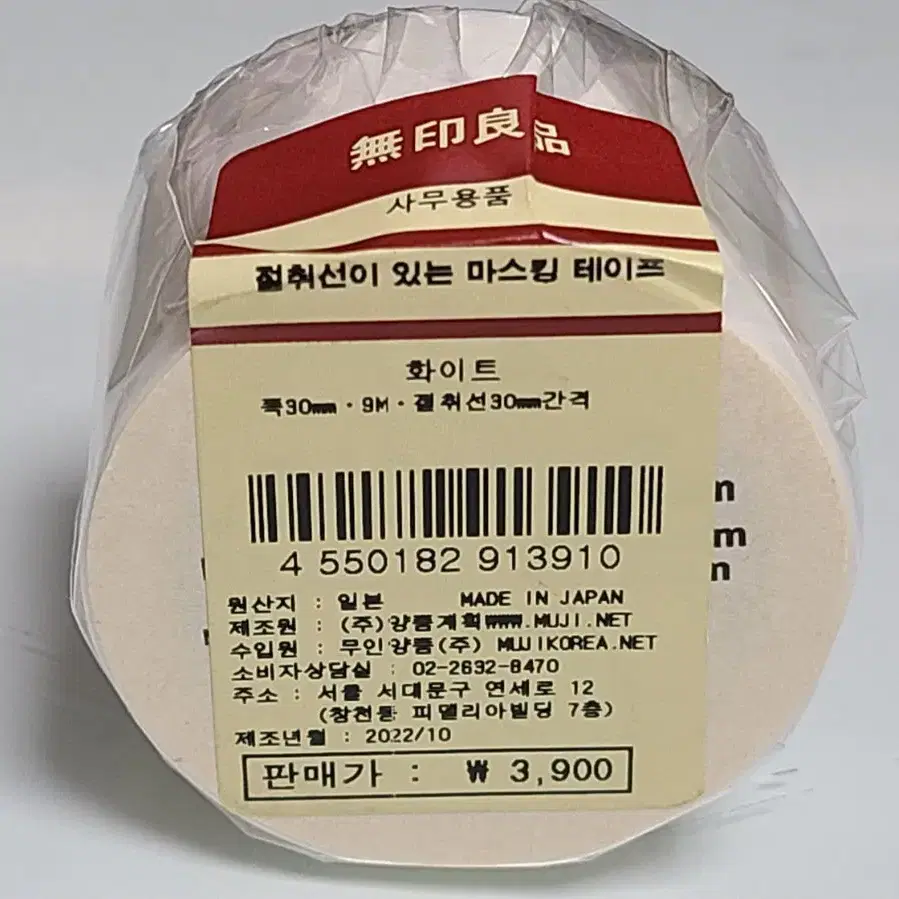 無印良品
사무용품
절취선이 있는 마스킹 테이프
화이트
폭30mm · 9M · 절취선30mm간격
4 550182 913910
원산지 : 일본 MADE IN JAPAN
제조원 : (주)양품계획WWW.MUJI.NET
수입원 : 무인양품(주) MUJIKOREA.NET
소비자상담실 : 02-2632-8470
주소 : 서울 서대문구 연세로 12
(창천동 피델리아빌딩 7층)
제조년월 : 2022/10
판매가 : ₩ 3,900